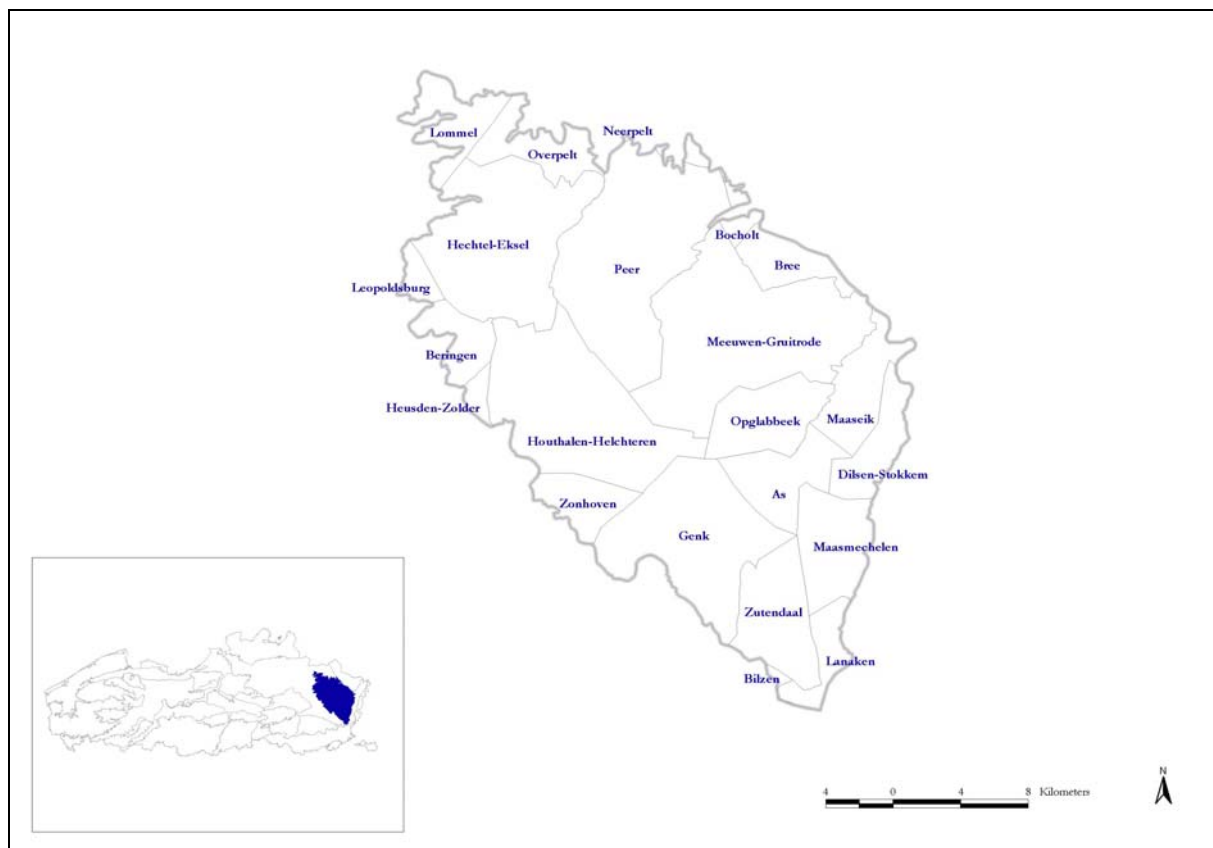 Neerpelt
Lommel
Overpelt
Bocholt
Hechtel-Eksel
Bree
Peer
Leopoldsburg
Meeuwen-Gruitrode
Beringen
Heusden-Zolder
Opglabbeek
Maaseik
Houthalen-Helchteren
Dilsen-Stokkem
As
Zonhoven
Genk
Maasmechelen
Zutendaal
Lanaken
Bilzen
N
4 0 4 8 Kilometers